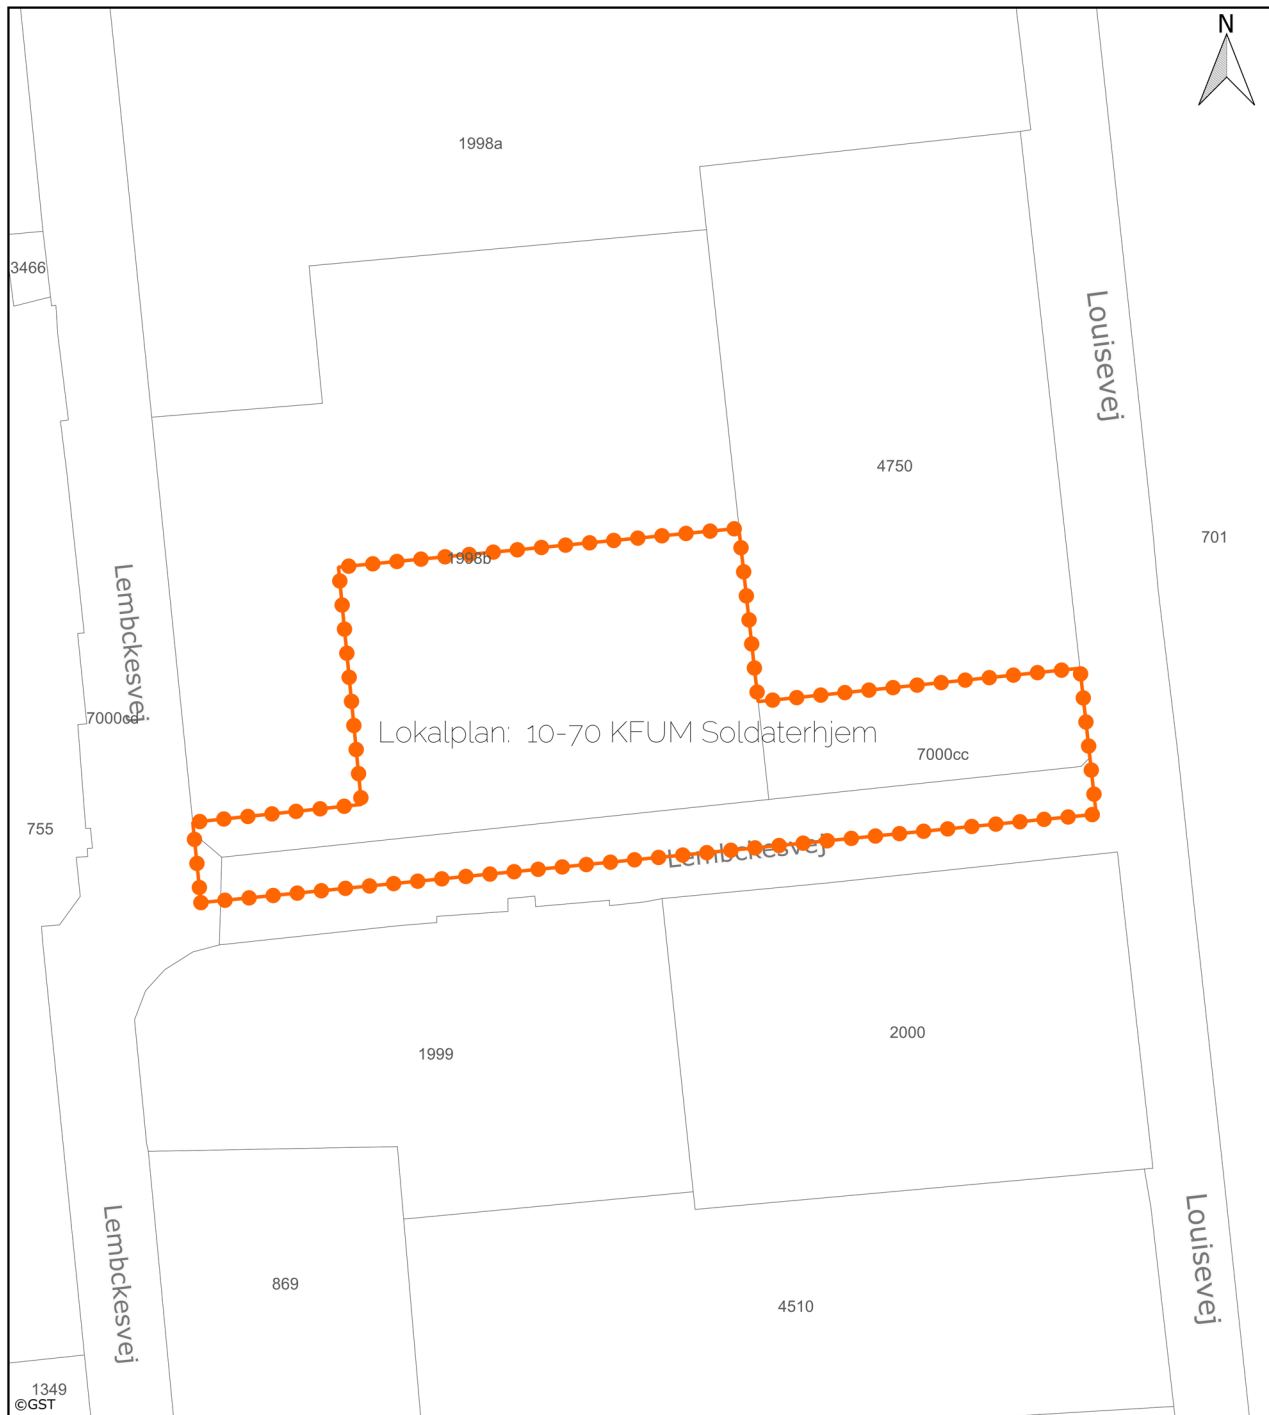 N
1998a
3466
Louisevej
4750
701
1998b
Lembckesvej
7000cd
Lokalplan: 10-70 KFUM Soldaterhjem
7000cc
755
Lembckesvej
2000
1999
Lembckesvej
Louisevej
869
4510
1349
©GST